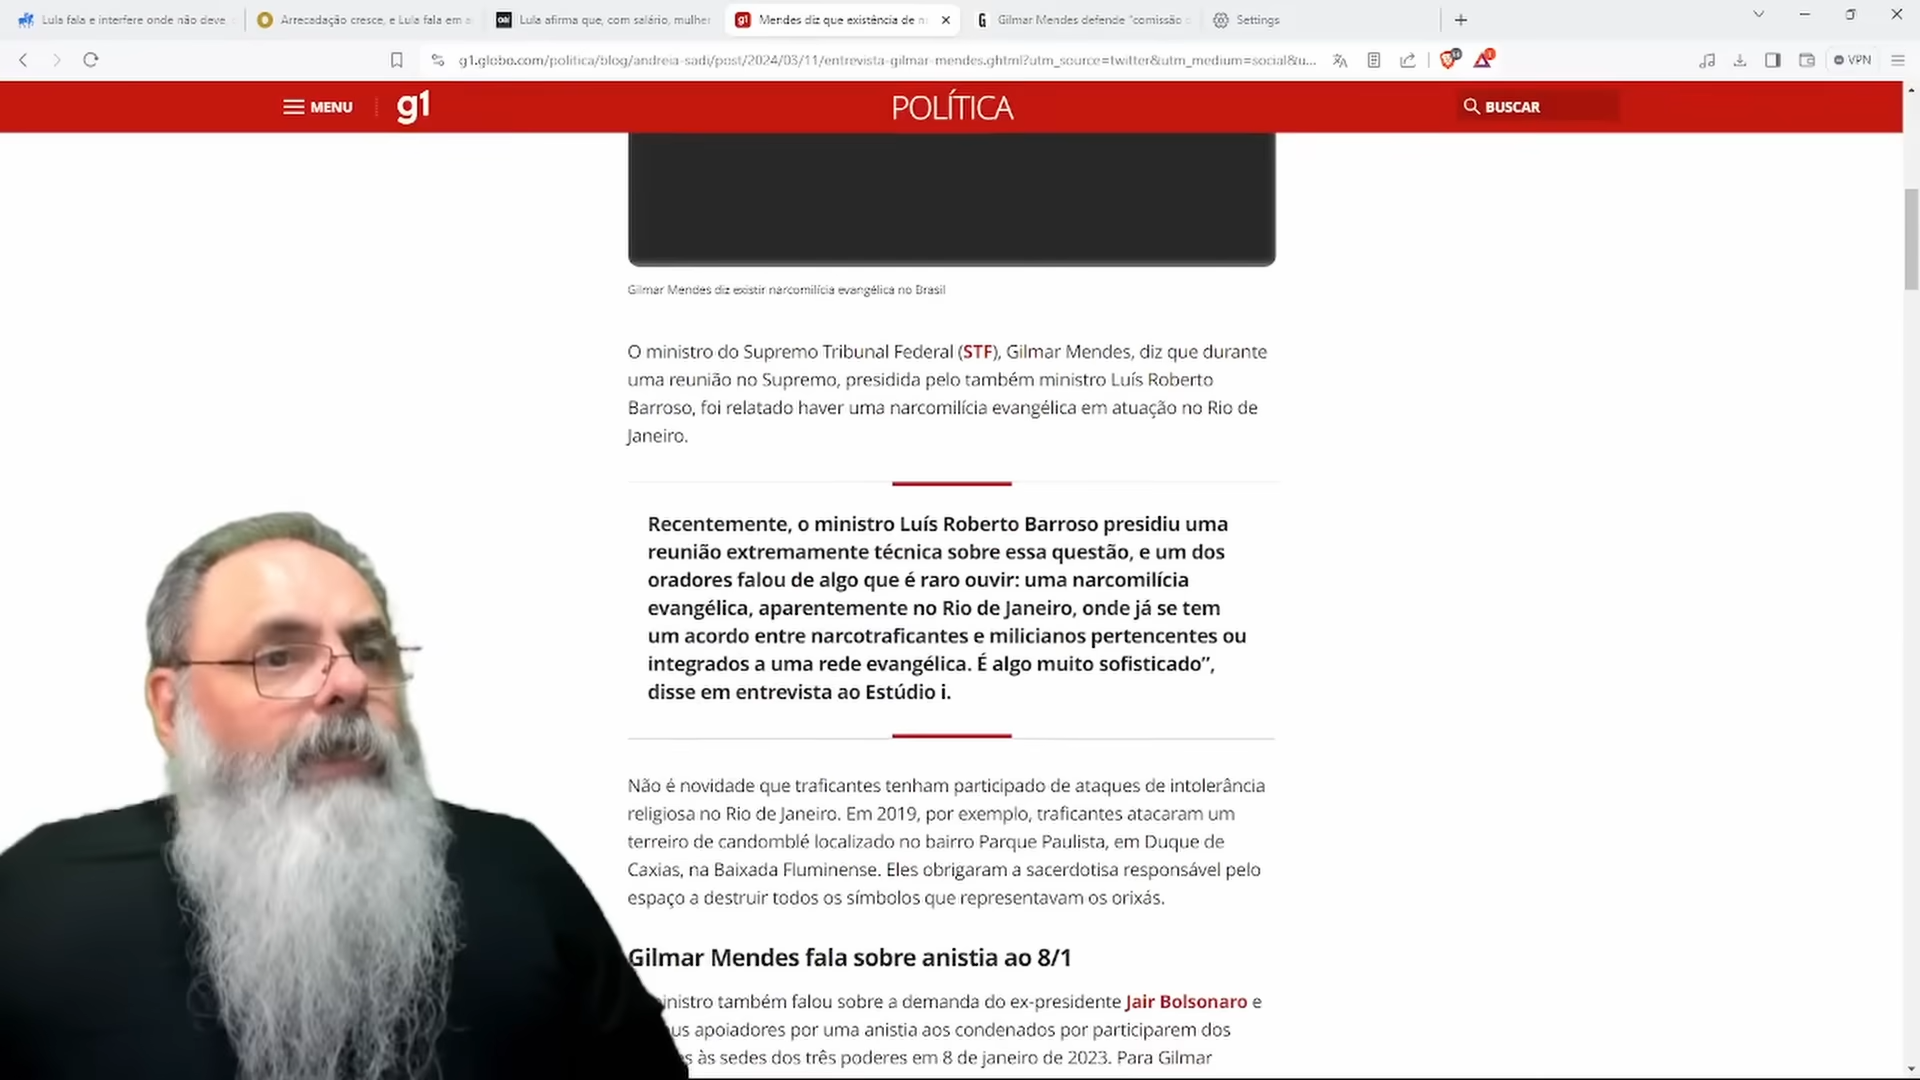 Lula fala e interfere onde não deve,
Arrecadação cresce, e Lula fala em a
Lula afirma que, com salário, mulher
g1
Mendes diz que existência de n
G
Gilmar Mendes defende "comissão
Settings
g1.globo.com/politica/blog/andreia-sadi/post/2024/03/11/entrevista-gilmar-mendes.ghtml?utm_source=twitter&utm_medium=social&u...
VPN
MENU
g1
POLÍTICA
BUSCAR
Gilmar Mendes diz existir narcomilícia evangélica no Brasil
O ministro do Supremo Tribunal Federal (STF), Gilmar Mendes, diz que durante
uma reunião no Supremo, presidida pelo também ministro Luís Roberto
Barroso, foi relatado haver uma narcomilícia evangélica em atuação no Rio de
Janeiro.
Recentemente, o ministro Luís Roberto Barroso presidiu uma
reunião extremamente técnica sobre essa questão, e um dos
oradores falou de algo que é raro ouvir: uma narcomilícia
evangélica, aparentemente no Rio de Janeiro, onde já se tem
um acordo entre narcotraficantes e milicianos pertencentes ou
integrados a uma rede evangélica. É algo muito sofisticado”,
disse em entrevista ao Estúdio i.
Não é novidade que traficantes tenham participado de ataques de intolerância
religiosa no Rio de Janeiro. Em 2019, por exemplo, traficantes atacaram um
terreiro de candomblé localizado no bairro Parque Paulista, em Duque de
Caxias, na Baixada Fluminense. Eles obrigaram a sacerdotisa responsável pelo
espaço a destruir todos os símbolos que representavam os orixás.
Gilmar Mendes fala sobre anistia ao 8/1
inistro também falou sobre a demanda do ex-presidente Jair Bolsonaro e
us apoiadores por uma anistia aos condenados por participarem dos
s às sedes dos três poderes em 8 de janeiro de 2023. Para Gilmar